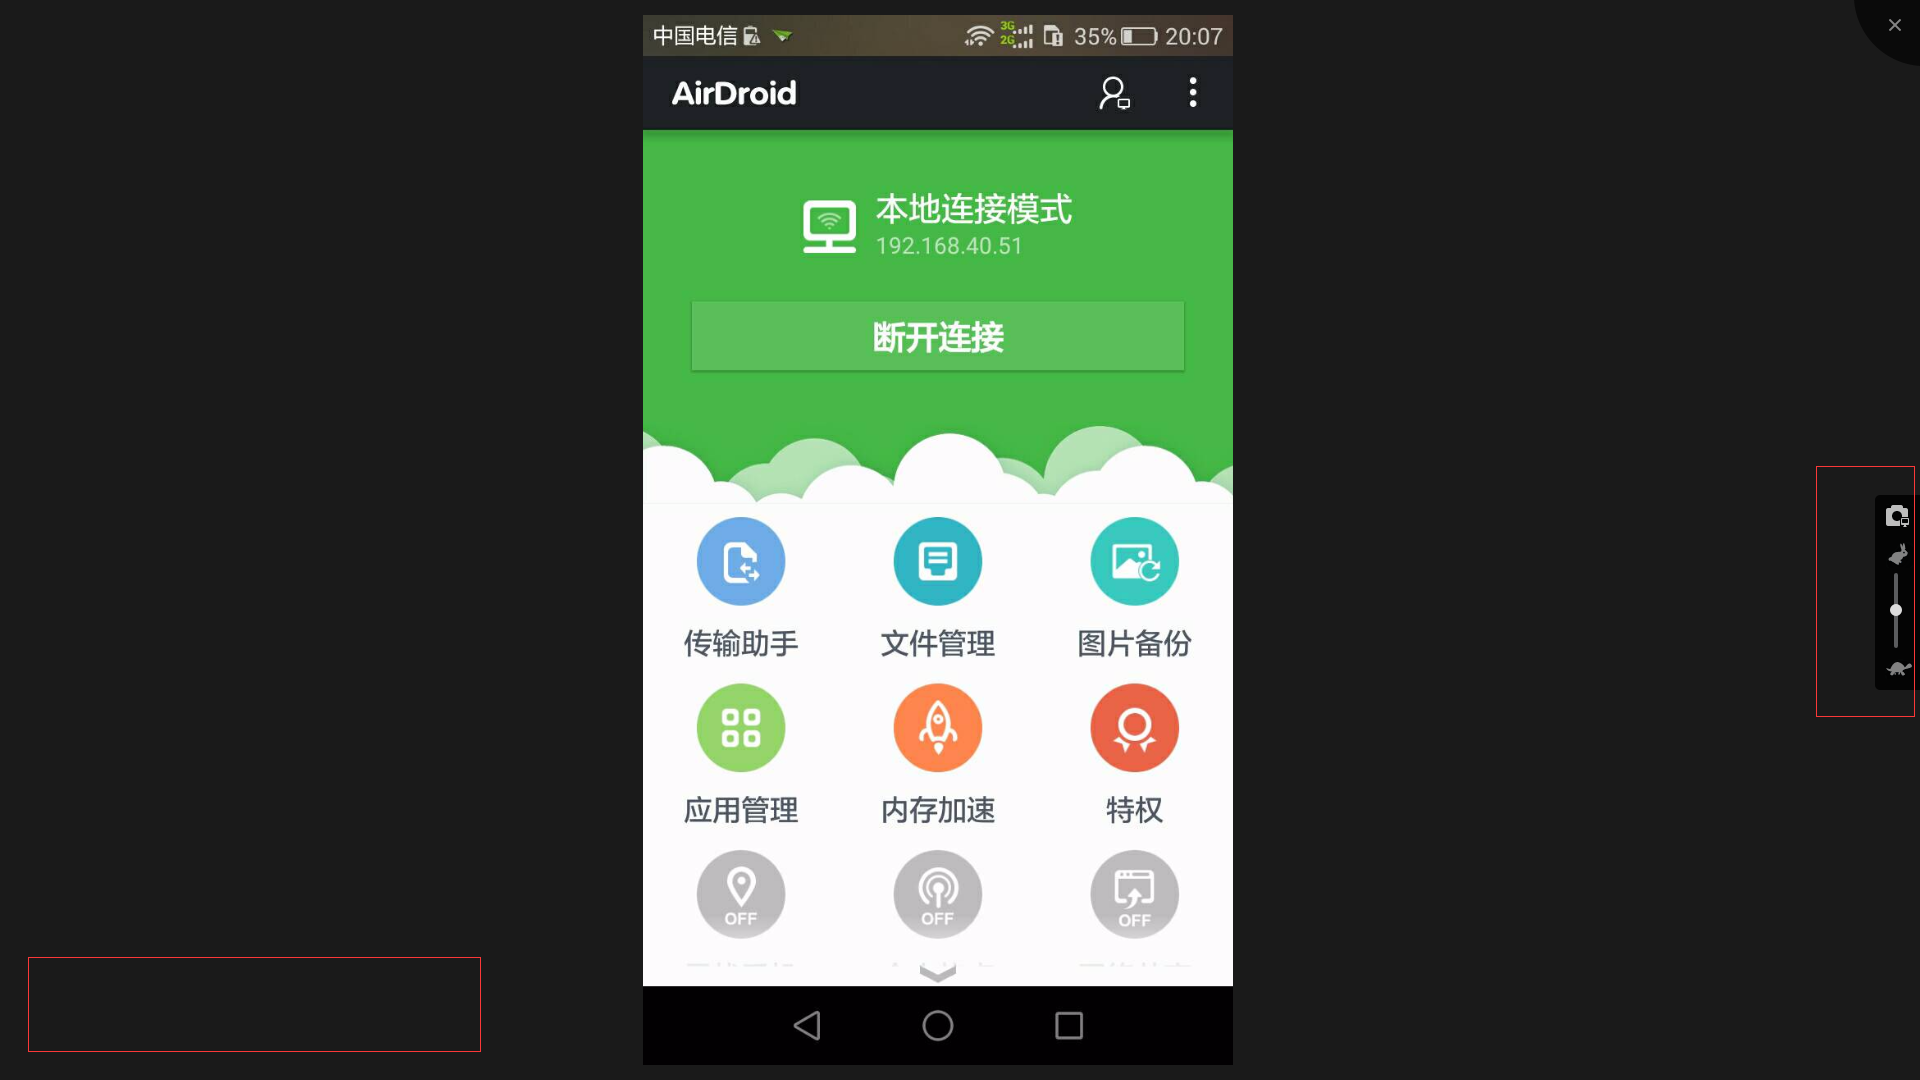 中国电信 3G 2G 35% 20:07
AirDroid
本地连接模式
192.168.40.51
断开连接
传输助手 文件管理 图片备份
应用管理 内存加速 特权
OFF OFF OFF